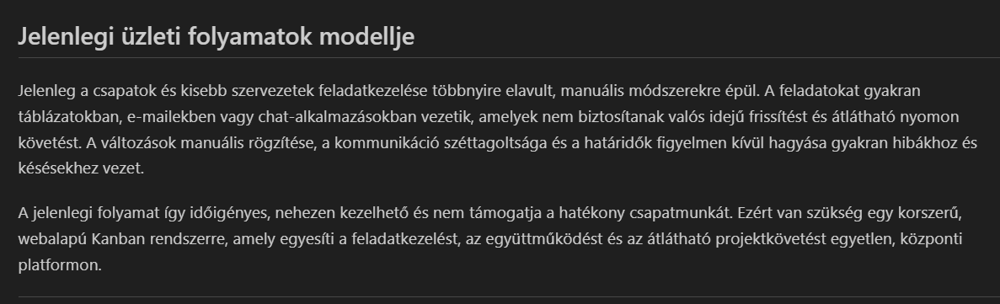 Jelenlegi üzleti folyamatok modellje
Jelenleg a csapatok és kisebb szervezetek feladatkezelése többnyire elavult, manuális módszerekre épül. A feladatokat gyakran
táblázatokban, e-mailekben vagy chat-alkalmazásokban vezetik, amelyek nem biztosítanak valós idejű frissítést és átlátható nyomon
követést. A változások manuális rögzítése, a kommunikáció széttagoltsága és a határidők figyelmen kívül hagyása gyakran hibákhoz és
késésekhez vezet.
A jelenlegi folyamat így időigényes, nehezen kezelhető és nem támogatja a hatékony csapatmunkát. Ezért van szükség egy korszerű,
webalapú Kanban rendszerre, amely egyesíti a feladatkezelést, az együttműködést és az átlátható projektkövetést egyetlen, központi
platformon.